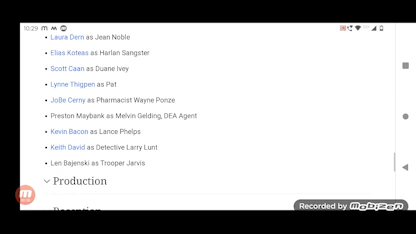 10:29
Laura Dern as Jean Noble
Elias Koteas as Harlan Sangster
Scott Caan as Duane Ivey
Lynne Thigpen as Pat
JoBe Cerny as Pharmacist Wayne Ponze
Preston Maybank as Melvin Gelding, DEA Agent
Kevin Bacon as Lance Phelps
Keith David as Detective Larry Lunt
Len Bajenski as Trooper Jarvis
Production
Recorded by MOBIZEN